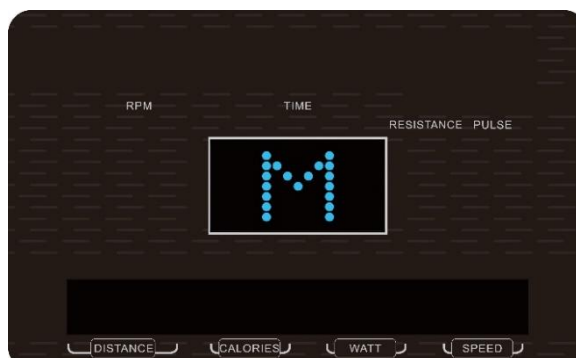 RPM TIME
RESISTANCE PULSE
M
DISTANCE CALORIES WATT SPEED